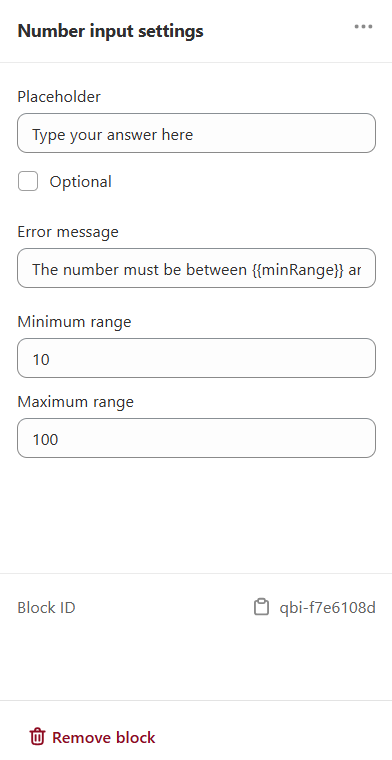 Number input settings
Placeholder
Type your answer here
Optional
Error message
The number must be between {{minRange}} ar
Minimum range
10
Maximum range
100
Block ID
qbi-f7e6108d
Remove block